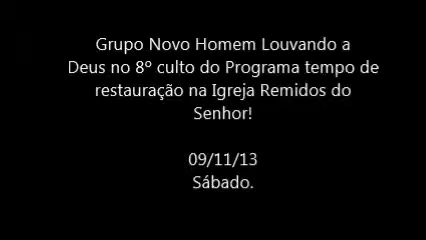 Grupo Novo Homem Louvando a
Deus no 8º culto do Programa tempo de
restauração na Igreja Remidos do
Senhor!
09/11/13
Sábado.